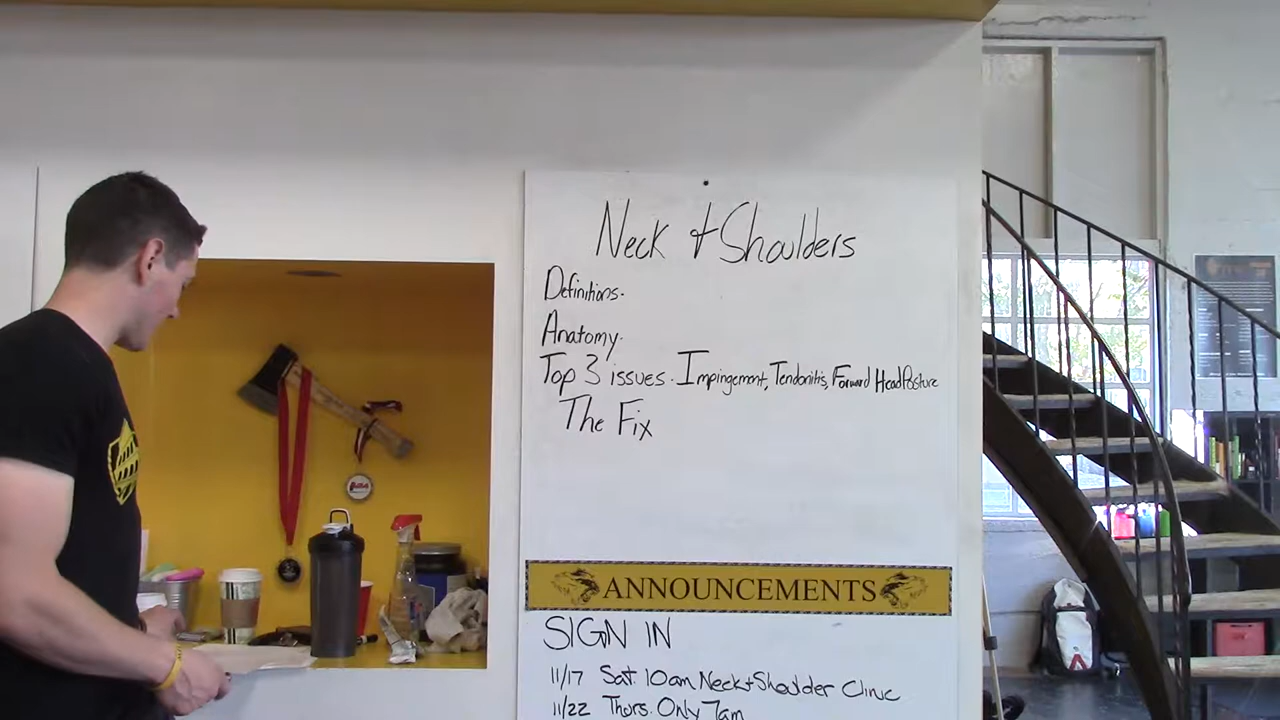 Neck & Shoulders
Definitions.
Anatomy.
Top 3 issues. Impingement, Tendonitis, Forward Head Posture
The Fix
ANNOUNCEMENTS
SIGN IN
11/17 Sat 10am Neck+Shoulder Clinic
11/22 Thurs. Only 7am